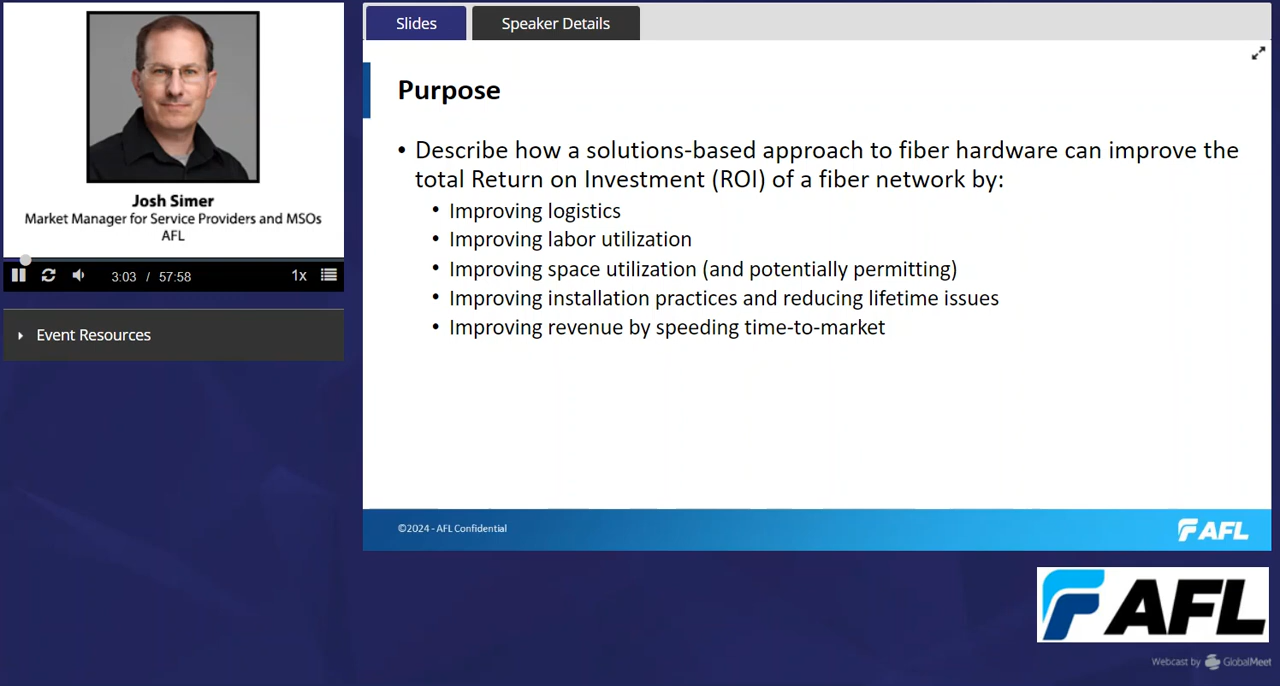 Josh Simer
Market Manager for Service Providers and MSOs
AFL
3:03 / 57:58
1x
Event Resources
Slides
Speaker Details
Purpose
• Describe how a solutions-based approach to fiber hardware can improve the
total Return on Investment (ROI) of a fiber network by:
• Improving logistics
• Improving labor utilization
• Improving space utilization (and potentially permitting)
• Improving installation practices and reducing lifetime issues
• Improving revenue by speeding time-to-market
©2024 - AFL Confidential
AFL
AFL
Webcast by GlobalMeet